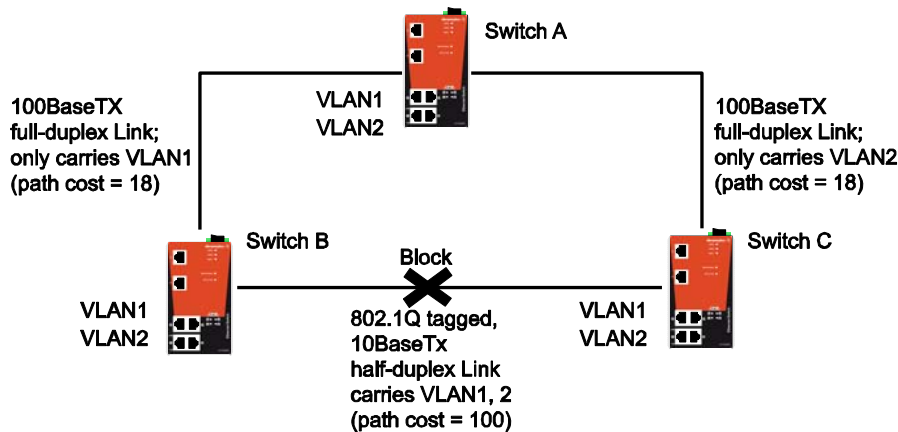 Switch A
VLAN1
VLAN2
100BaseTX
full-duplex Link;
only carries VLAN1
(path cost = 18)
100BaseTX
full-duplex Link;
only carries VLAN2
(path cost = 18)
Switch B
VLAN1
VLAN2
Block
802.1Q tagged,
10BaseTx
half-duplex Link
carries VLAN1, 2
(path cost = 100)
Switch C
VLAN1
VLAN2